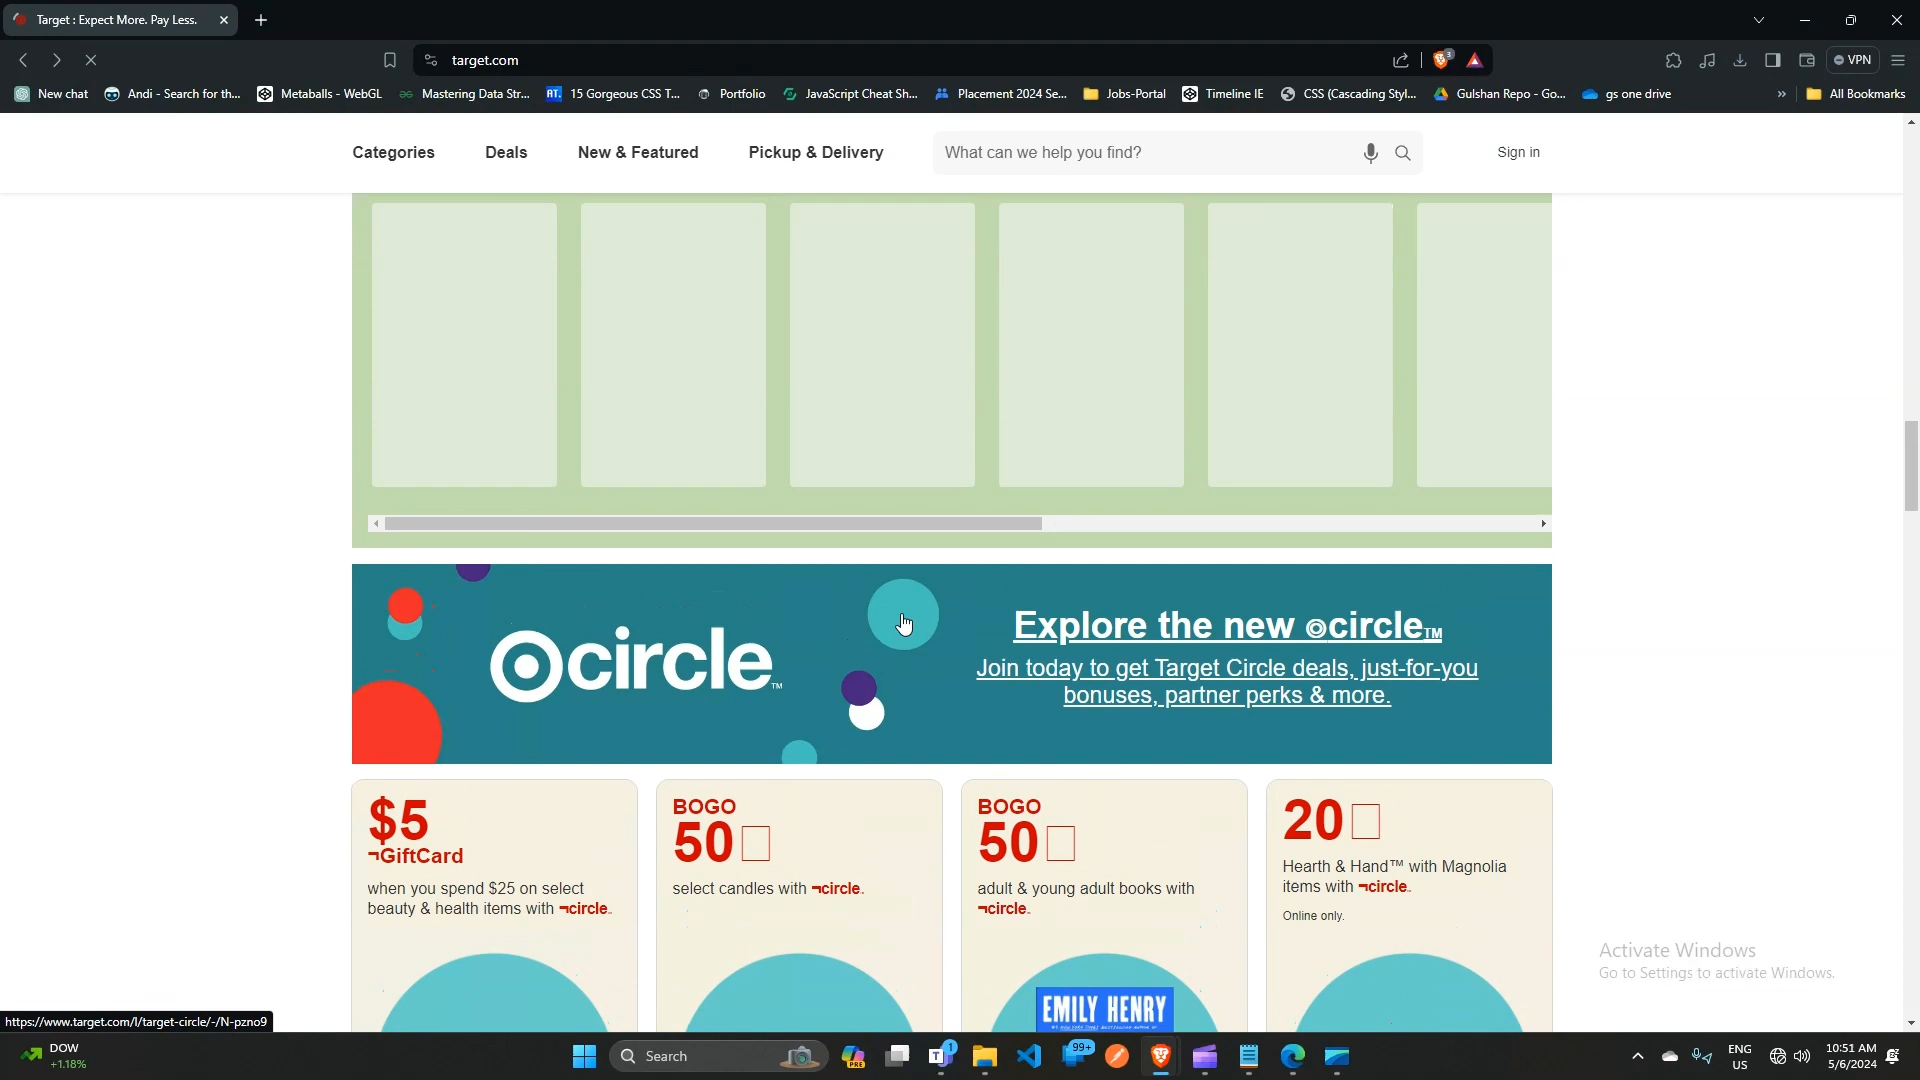 Target : Expect More. Pay Less.
target.com
3
VPN
New chat
Andi - Search for th...
Metaballs - WebGL
Mastering Data Str...
15 Gorgeous CSS T...
Portfolio
JavaScript Cheat Sh...
Placement 2024 Se...
Jobs-Portal
Timeline IE
CSS (Cascading Styl...
Gulshan Repo - Go...
gs one drive
»
All Bookmarks
Categories
Deals
New & Featured
Pickup & Delivery
What can we help you find?
Sign in
circle™
Explore the new circle™
Join today to get Target Circle deals, just-for-you
bonuses, partner perks & more.
$5
¬GiftCard
when you spend $25 on select
beauty & health items with ¬circle.
BOGO
50
select candles with ¬circle.
BOGO
50
adult & young adult books with
¬circle.
EMILY HENRY
20
Hearth & Hand™ with Magnolia
items with ¬circle.
Online only.
Activate Windows
Go to Settings to activate Windows.
https://www.target.com/l/target-circle/-/N-pzno9
DOW
+1.18%
Search
PRE
1
99+
ENG
US
10:51 AM
5/6/2024